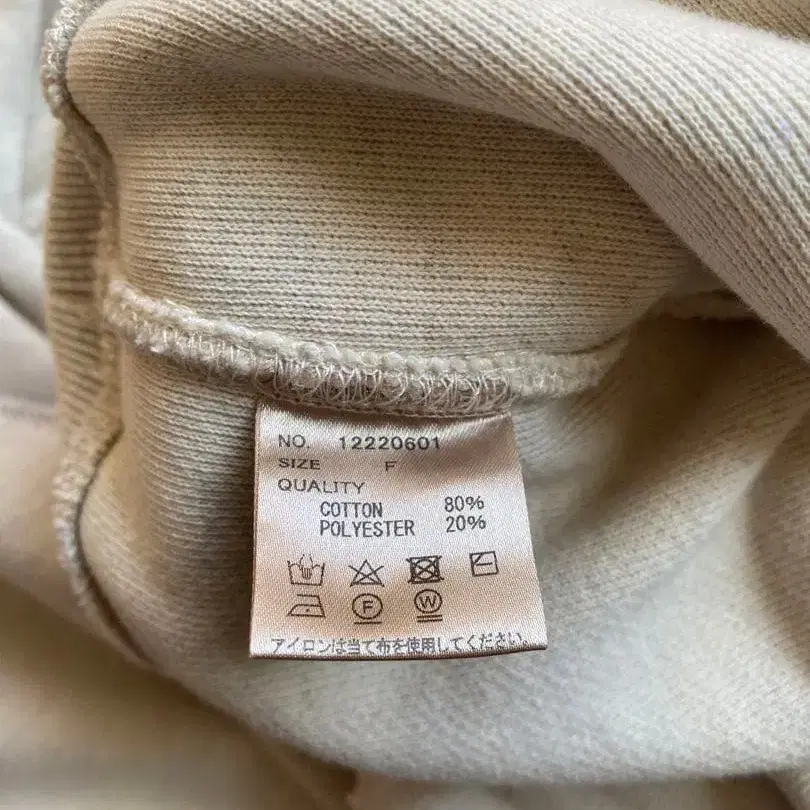 NO. 12220601
SIZE F
QUALITY
COTTON 80%
POLYESTER 20%
F W
アイロンは当て布を使用してください。